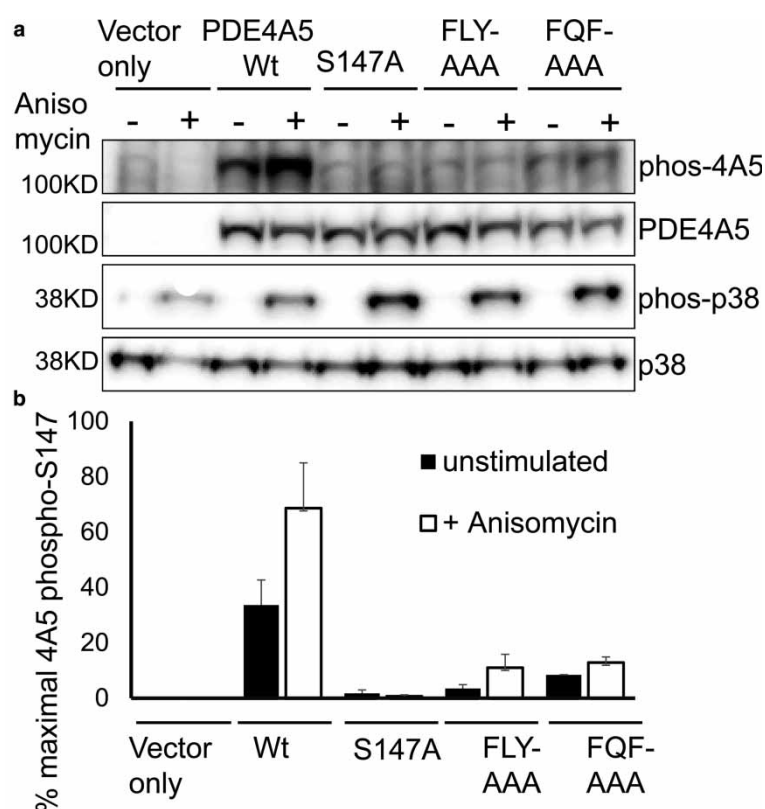 a
Vector only
PDE4A5 Wt
S147A
FLY-AAA
FQF-AAA
Aniso mycin
- + - + - + - + - +
100KD phos-4A5
100KD PDE4A5
38KD phos-p38
38KD p38
b
% maximal 4A5 phospho-S147
100
80
60
40
20
0
unstimulated
+ Anisomycin
Vector only
Wt
S147A
FLY-AAA
FQF-AAA